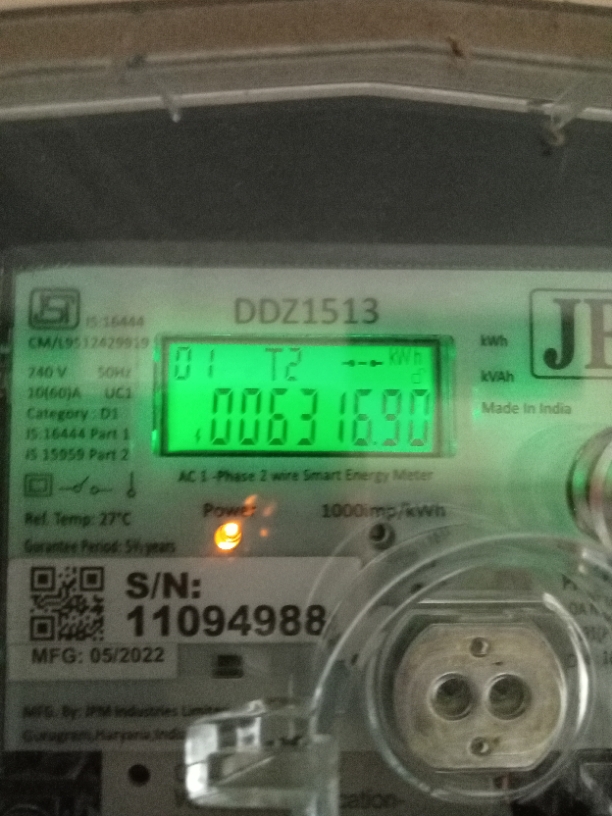 IS:16444
CM/L9512429919
DDZ1513
240 V 50Hz
10(60)A UC1
Category : D1
IS:16444 Part 1
IS 15959 Part 2
01 T2 kWh
006316.90
kWh
kVAh
Made In India
AC 1 -Phase 2 wire Smart Energy Meter
Ref. Temp: 27°C
Power
1000imp/kWh
Gurantee Period: 5½ years
S/N:
11094988
MFG: 05/2022
MFG. By: JPM Industries Limited
Gurugram,Haryana,India